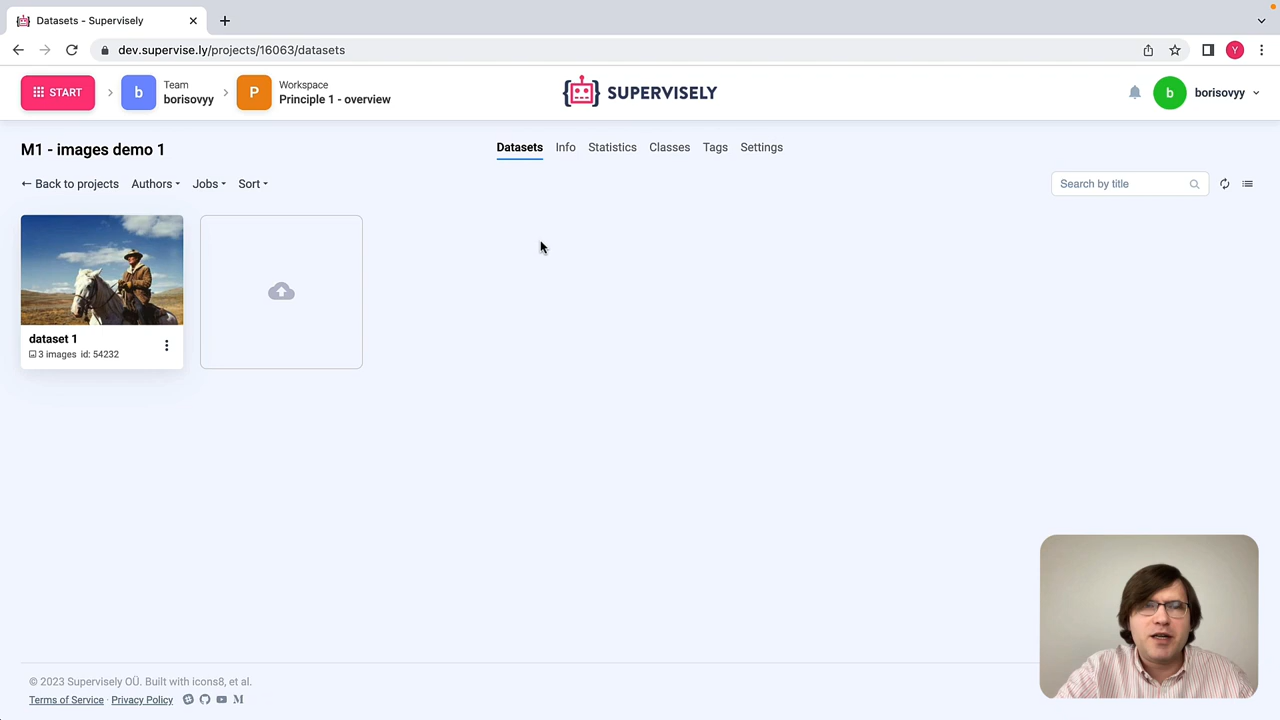 Datasets - Supervisely
dev.supervise.ly/projects/16063/datasets
Y
START
b
Team
borisovyy
P
Workspace
Principle 1 - overview
SUPERVISELY
b
borisovyy
M1 - images demo 1
Datasets
Info
Statistics
Classes
Tags
Settings
← Back to projects
Authors
Jobs
Sort
Search by title
dataset 1
3 images id: 54232
© 2023 Supervisely OÜ. Built with icons8, et al.
Terms of Service · Privacy Policy